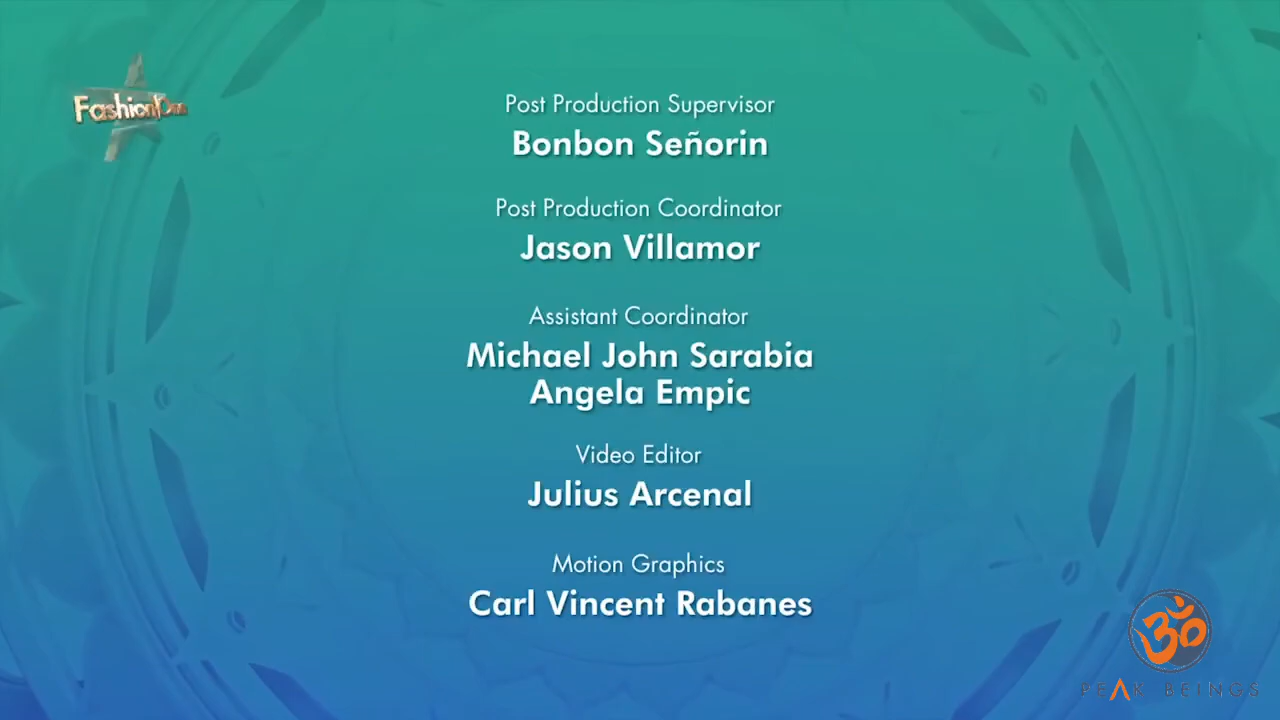 FashionOne
Post Production Supervisor
Bonbon Señorin
Post Production Coordinator
Jason Villamor
Assistant Coordinator
Michael John Sarabia
Angela Empic
Video Editor
Julius Arcenal
Motion Graphics
Carl Vincent Rabanes
ॐ
PEAK BEINGS